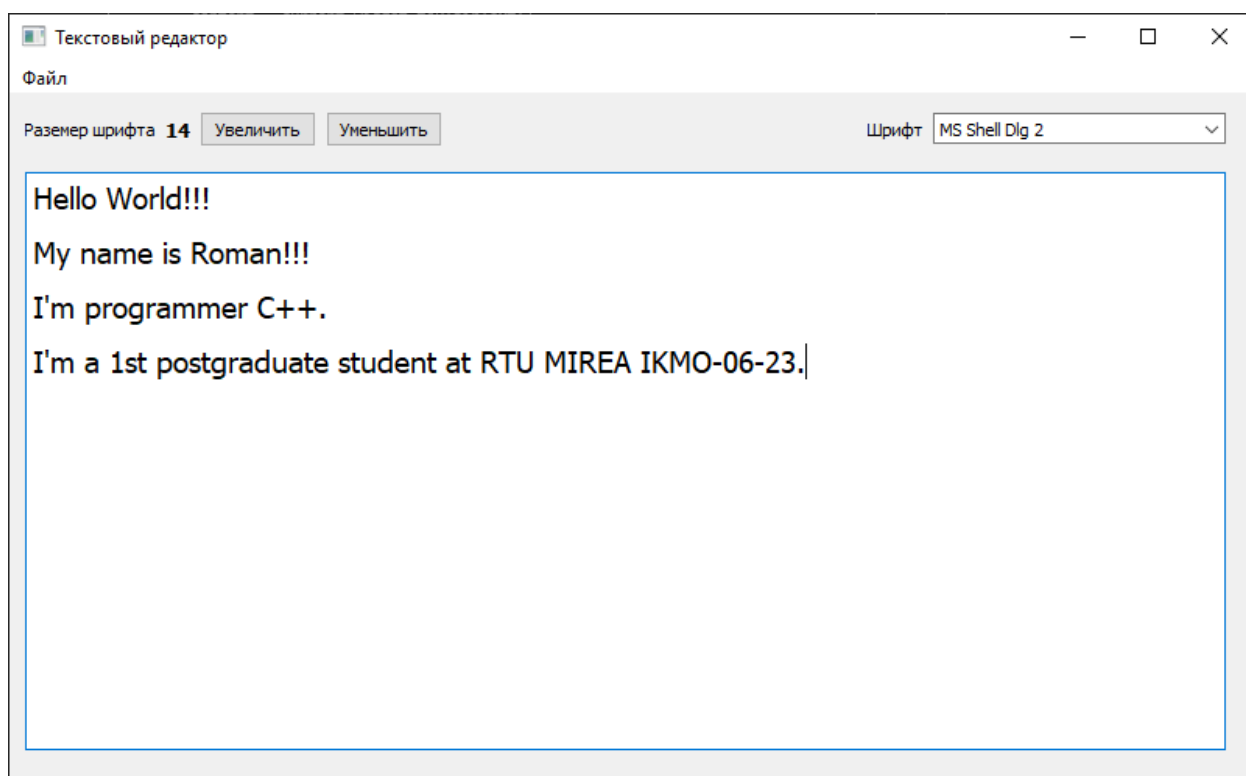 Текстовый редактор
Файл
Раземер шрифта 14 Увеличить Уменьшить Шрифт MS Shell Dlg 2
Hello World!!!
My name is Roman!!!
I'm programmer C++.
I'm a 1st postgraduate student at RTU MIREA IKMO-06-23.